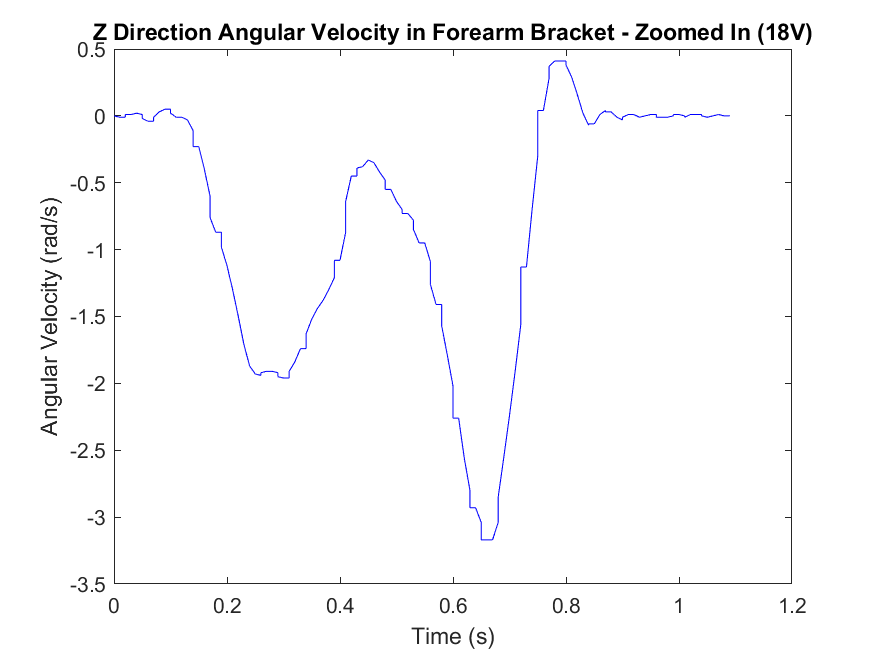 Z Direction Angular Velocity in Forearm Bracket - Zoomed In (18V)
0.5
0
-0.5
-1
-1.5
-2
-2.5
-3
-3.5
Angular Velocity (rad/s)
0 0.2 0.4 0.6 0.8 1 1.2
Time (s)